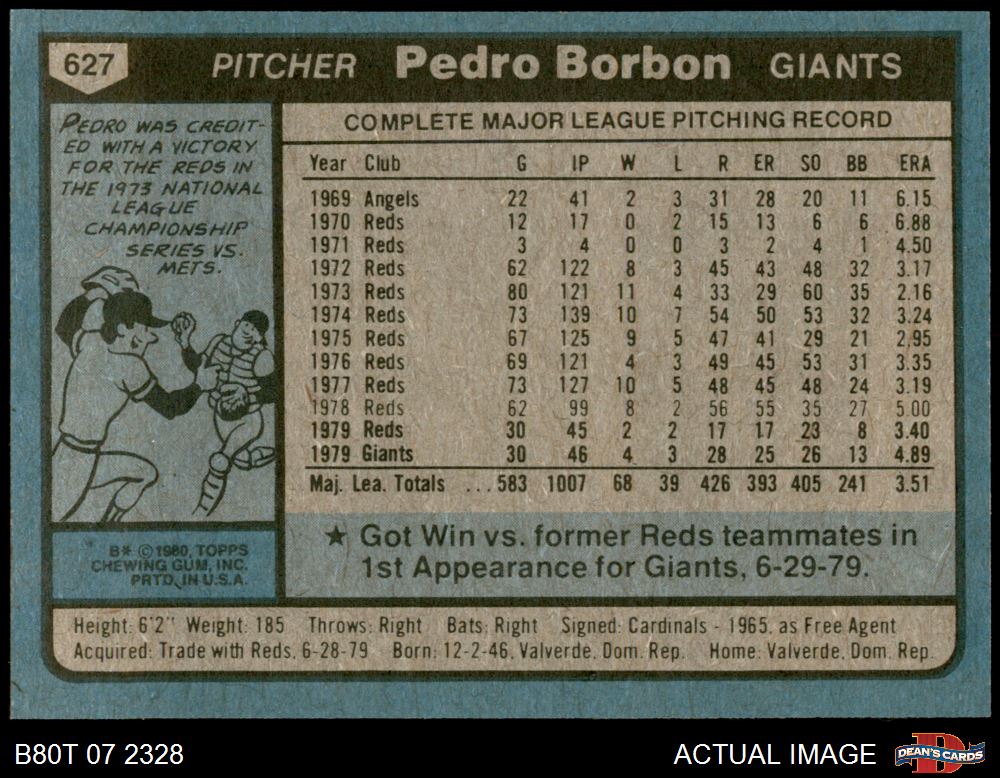 627 PITCHER Pedro Borbon GIANTS
PEDRO WAS CREDIT-
ED WITH A VICTORY
FOR THE REDS IN
THE 1973 NATIONAL
LEAGUE
CHAMPIONSHIP
SERIES VS.
METS.
B* © 1980, TOPPS
CHEWING GUM, INC.
PRTD. IN U.S.A.
COMPLETE MAJOR LEAGUE PITCHING RECORD
Year Club G IP W L R ER SO BB ERA
1969 Angels 22 41 2 3 31 28 20 11 6.15
1970 Reds 12 17 0 2 15 13 6 6 6.88
1971 Reds 3 4 0 0 3 2 4 1 4.50
1972 Reds 62 122 8 3 45 43 48 32 3.17
1973 Reds 80 121 11 4 33 29 60 35 2.16
1974 Reds 73 139 10 7 54 50 53 32 3.24
1975 Reds 67 125 9 5 47 41 29 21 2.95
1976 Reds 69 121 4 3 49 45 53 31 3.35
1977 Reds 73 127 10 5 48 45 48 24 3.19
1978 Reds 62 99 8 2 56 55 35 27 5.00
1979 Reds 30 45 2 2 17 17 23 8 3.40
1979 Giants 30 46 4 3 28 25 26 13 4.89
Maj. Lea. Totals ...583 1007 68 39 426 393 405 241 3.51
★ Got Win vs. former Reds teammates in
1st Appearance for Giants, 6-29-79.
Height: 6'2" Weight: 185 Throws: Right Bats: Right Signed: Cardinals - 1965, as Free Agent
Acquired: Trade with Reds, 6-28-79 Born: 12-2-46, Valverde, Dom. Rep. Home: Valverde, Dom. Rep.
B80T 07 2328 ACTUAL IMAGE DEAN'S CARDS